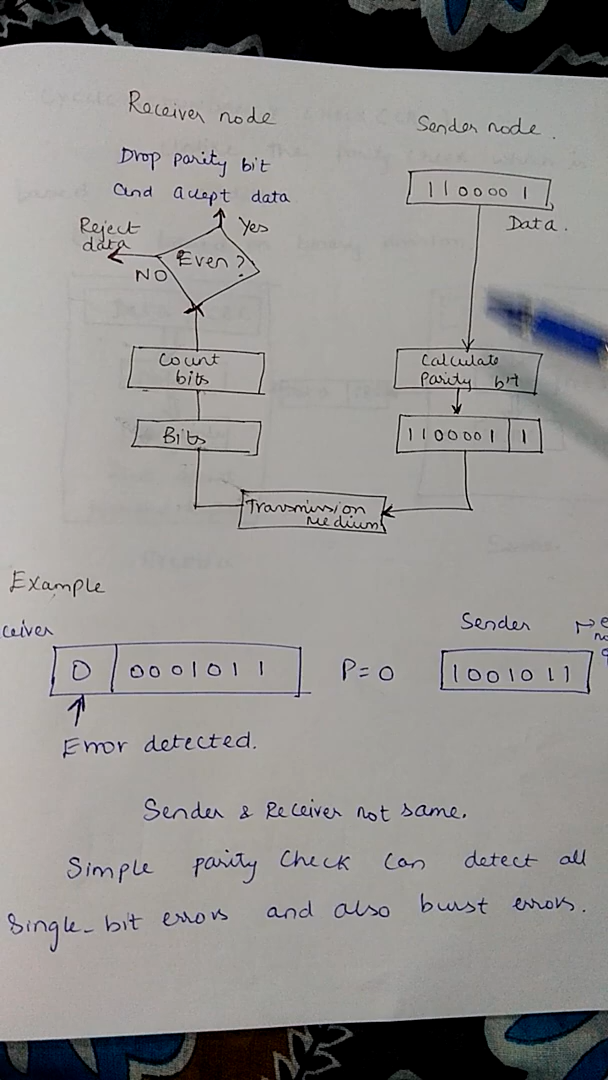 Receiver node
Sender node.
Drop parity bit
and acept data
Reject
data
Yes
Even?
NO
Count
bits
Bits
1100001
Data.
Calculate
parity bit
1100001 1
Transmission
Medium
Example
ceiver
Sender
0 0001011
P=0
1001011
Error detected.
Sender & Receiver not same.
Simple parity Check Can detect all
Single-bit errors and also burst errors.